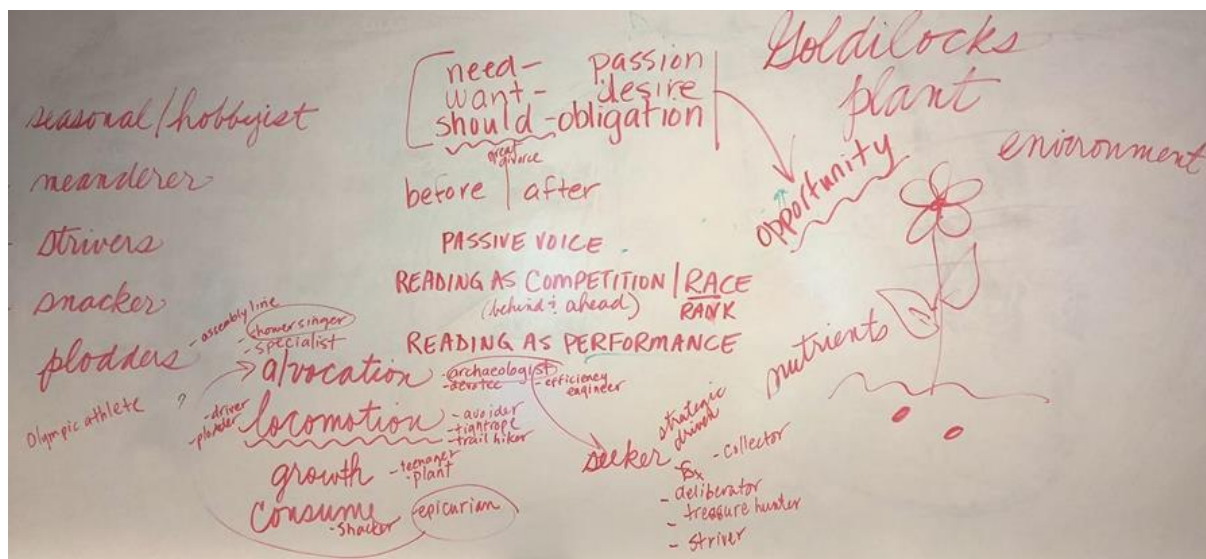 seasonal/hobbyist
meanderer
strivers
snacker
plodders
- assembly line
- shower singer
- specialist
Olympic athlete
?
need - passion
want - desire
should - obligation
great divorce
before | after
PASSIVE VOICE
READING AS COMPETITION / RACE
(behind & ahead) RANK
READING AS PERFORMANCE
a/vocation
- archaeologist
- efficiency engineer
- driver
- plodder
locomotion
- avoider
- tightrope
- trail hiker
growth
- teenager
- plant
consume
- snacker
- epicurian
seeker
strategic
driven
- collector
- deliberator
- treasure hunter
- striver
Goldilocks
plant
environment
opportunity
nutrients